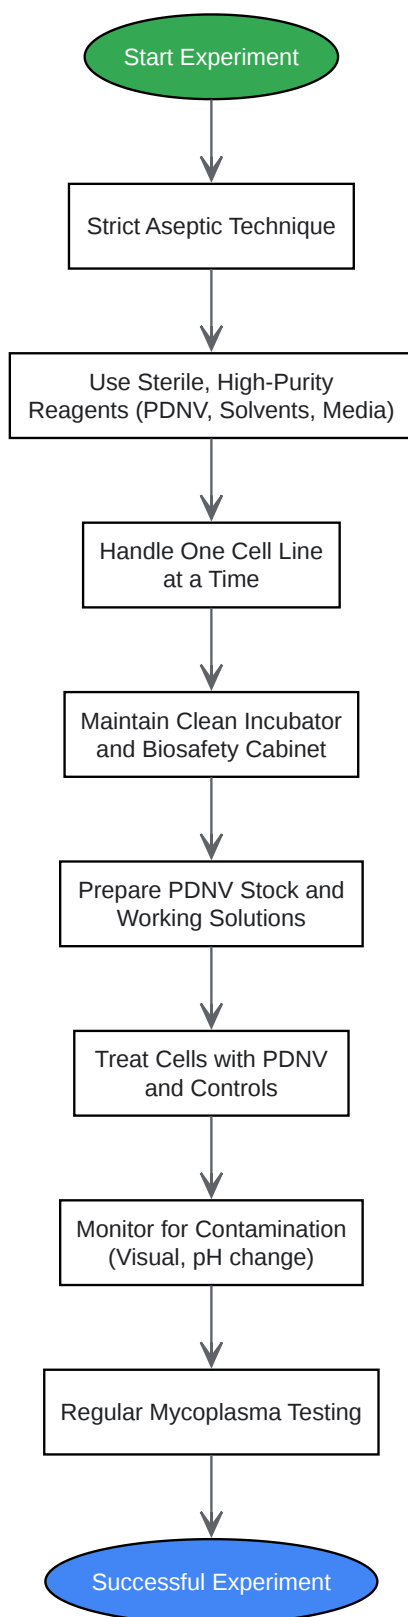 Start Experiment
Strict Aseptic Technique
Use Sterile, High-Purity
Reagents (PDNV, Solvents, Media)
Handle One Cell Line
at a Time
Maintain Clean Incubator
and Biosafety Cabinet
Prepare PDNV Stock and
Working Solutions
Treat Cells with PDNV
and Controls
Monitor for Contamination
(Visual, pH change)
Regular Mycoplasma Testing
Successful Experiment